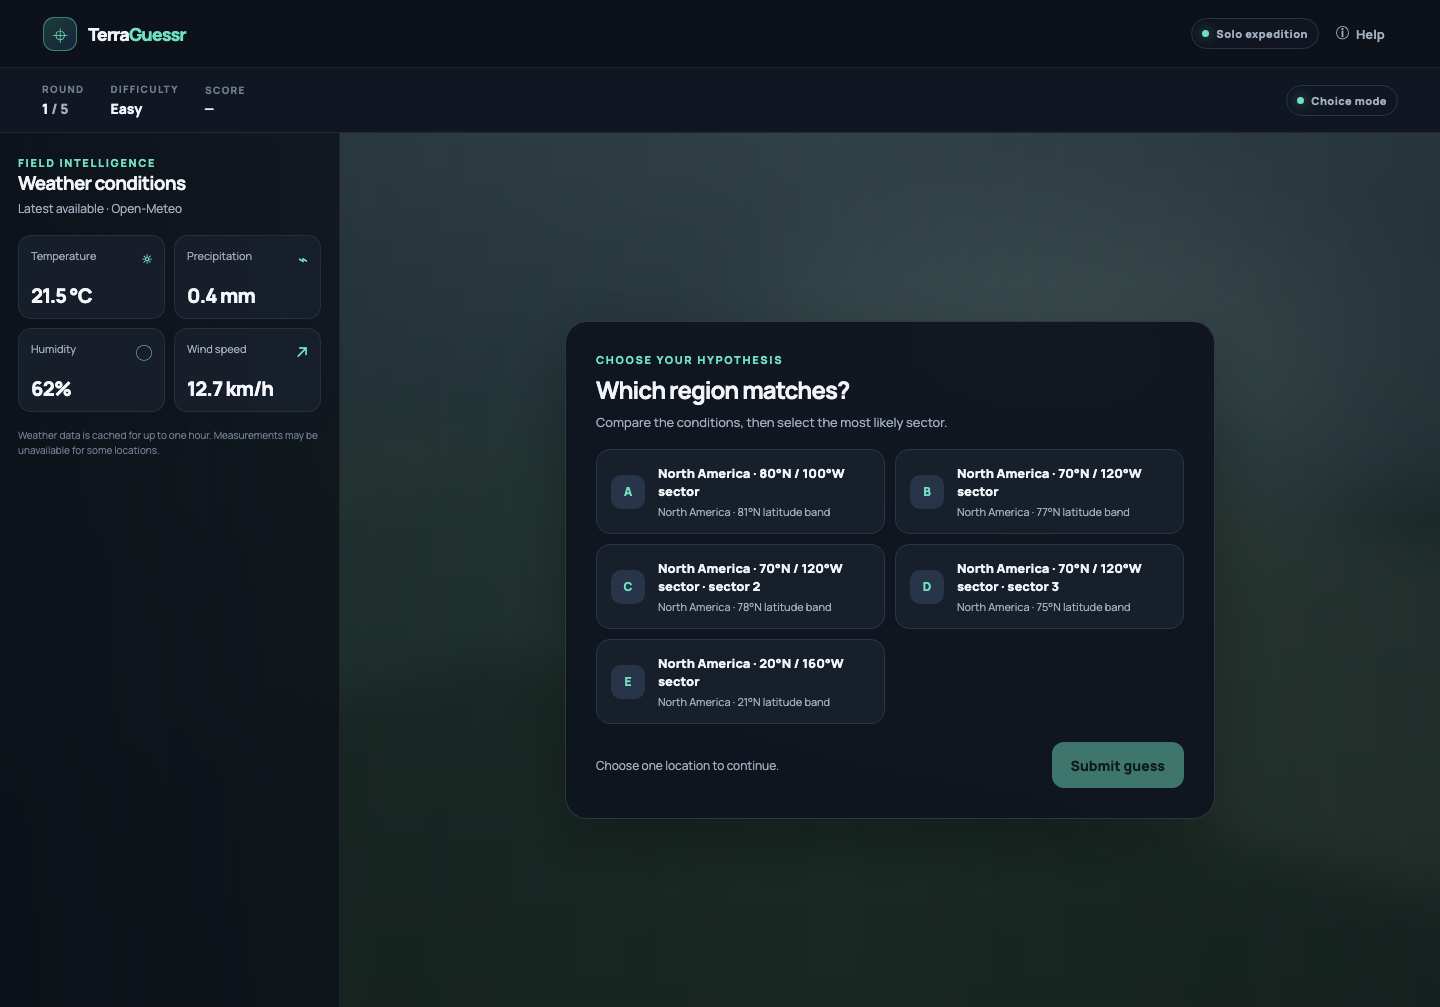 TerraGuessr
Solo expedition
Help
ROUND
1 / 5
DIFFICULTY
Easy
SCORE
–
Choice mode
FIELD INTELLIGENCE
Weather conditions
Latest available · Open-Meteo
Temperature
21.5 °C
Precipitation
0.4 mm
Humidity
62%
Wind speed
12.7 km/h
Weather data is cached for up to one hour. Measurements may be
unavailable for some locations.
CHOOSE YOUR HYPOTHESIS
Which region matches?
Compare the conditions, then select the most likely sector.
A
North America · 80°N / 100°W
sector
North America · 81°N latitude band
B
North America · 70°N / 120°W
sector
North America · 77°N latitude band
C
North America · 70°N / 120°W
sector · sector 2
North America · 78°N latitude band
D
North America · 70°N / 120°W
sector · sector 3
North America · 75°N latitude band
E
North America · 20°N / 160°W
sector
North America · 21°N latitude band
Choose one location to continue.
Submit guess